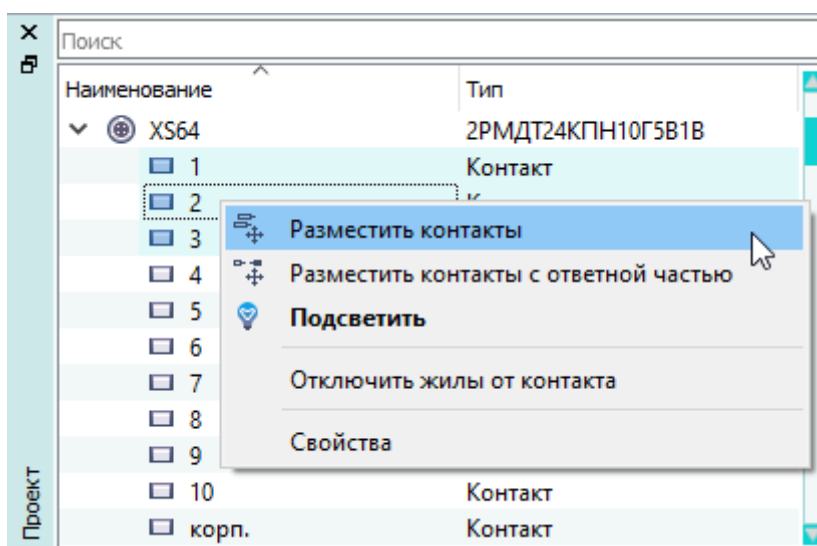 Поиск
Наименование Тип
XS64 2РМДТ24КПН10Г5В1В
1 Контакт
2
3
Разместить контакты
4
Разместить контакты с ответной частью
5
Подсветить
6
7
Отключить жилы от контакта
8
9
Свойства
10 Контакт
корп. Контакт
Проект